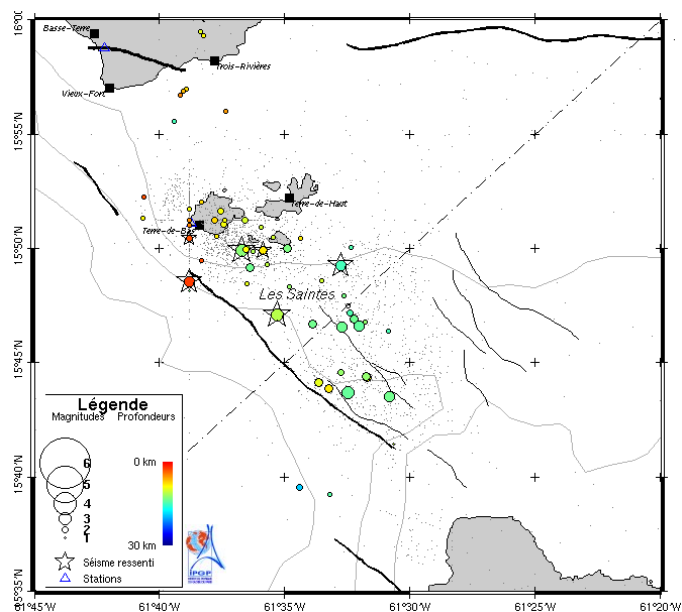 16°00'
Basse-Terre
Trois-Rivières
Vieux-Fort
15°55'N
Terre-de-Haut
Terre-de-Bas
15°50'N
Les Saintes
15°45'N
Légende
Magnitudes Profondeurs
6
5
4
3
2
1
0 km
30 km
Séisme ressenti
Stations
IPGP
15°40'N
15°35'N
61°45'W
61°40'W
61°35'W
61°30'W
61°25'W
61°20'W